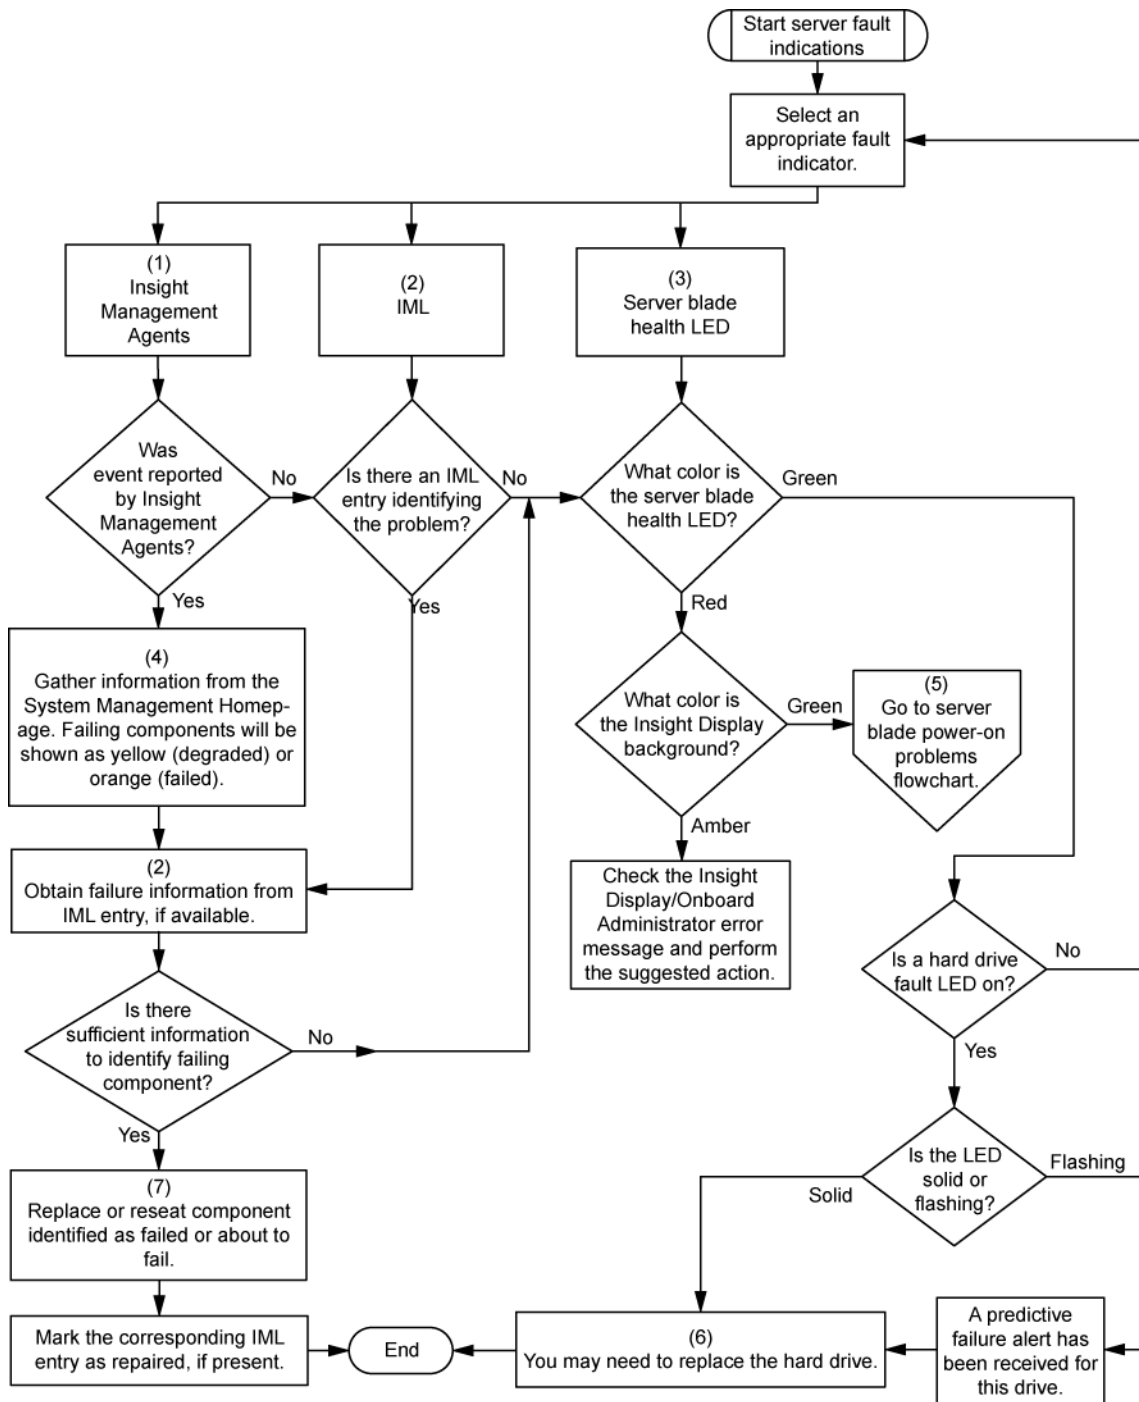 Start server fault
indications
Select an
appropriate fault
indicator.
(1)
Insight
Management
Agents
(2)
IML
(3)
Server blade
health LED
Was
event reported
by Insight
Management
Agents?
No
Yes
Is there an IML
entry identifying
the problem?
No
Yes
What color is
the server blade
health LED?
Green
Red
(4)
Gather information from the
System Management Homep-
age. Failing components will be
shown as yellow (degraded) or
orange (failed).
What color is
the Insight Display
background?
Green
Amber
(5)
Go to server
blade power-on
problems
flowchart.
(2)
Obtain failure information from
IML entry, if available.
Check the Insight
Display/Onboard
Administrator error
message and perform
the suggested action.
Is a hard drive
fault LED on?
No
Yes
Is there
sufficient information
to identify failing
component?
No
Yes
Is the LED
solid or
flashing?
Flashing
Solid
(7)
Replace or reseat component
identified as failed or about to
fail.
Mark the corresponding IML
entry as repaired, if present.
End
(6)
You may need to replace the hard drive.
A predictive
failure alert has
been received for
this drive.